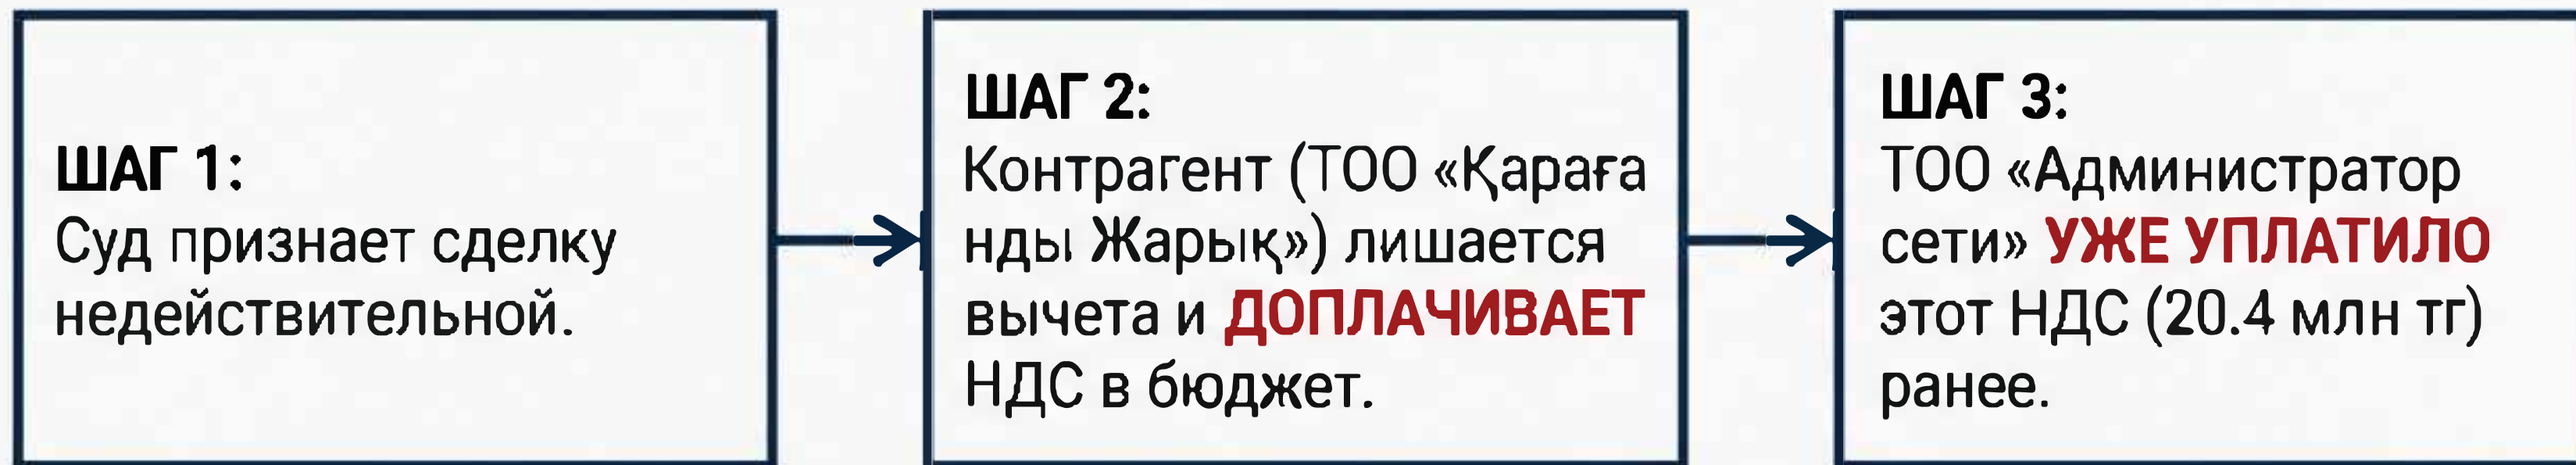 ШАГ 1:
Суд признает сделку
недействительной.
ШАГ 2:
Контрагент (ТОО «Қараға
нды Жарық») лишается
вычета и ДОПЛАЧИВАЕТ
НДС в бюджет.
ШАГ 3:
ТОО «Администратор
сети» УЖЕ УПЛАТИЛО
этот НДС (20.4 млн тг)
ранее.